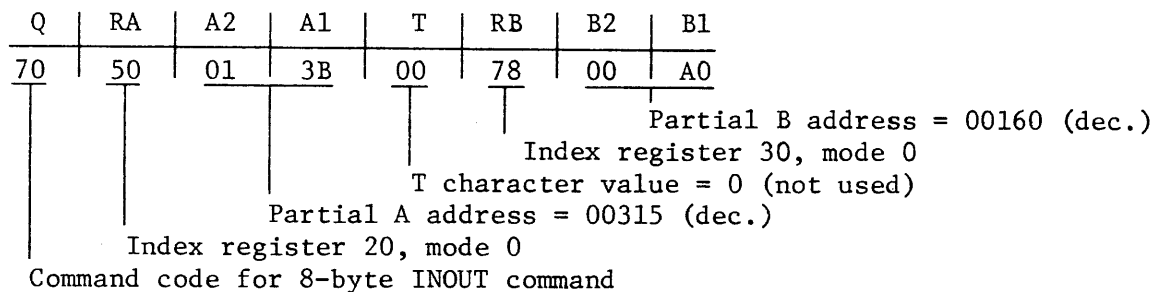 Q | RA | A2 | A1 | T | RB | B2 | B1
70 | 50 | 01 | 3B | 00 | 78 | 00 | A0
Partial B address = 00160 (dec.)
Index register 30, mode 0
T character value = 0 (not used)
Partial A address = 00315 (dec.)
Index register 20, mode 0
Command code for 8-byte INOUT command